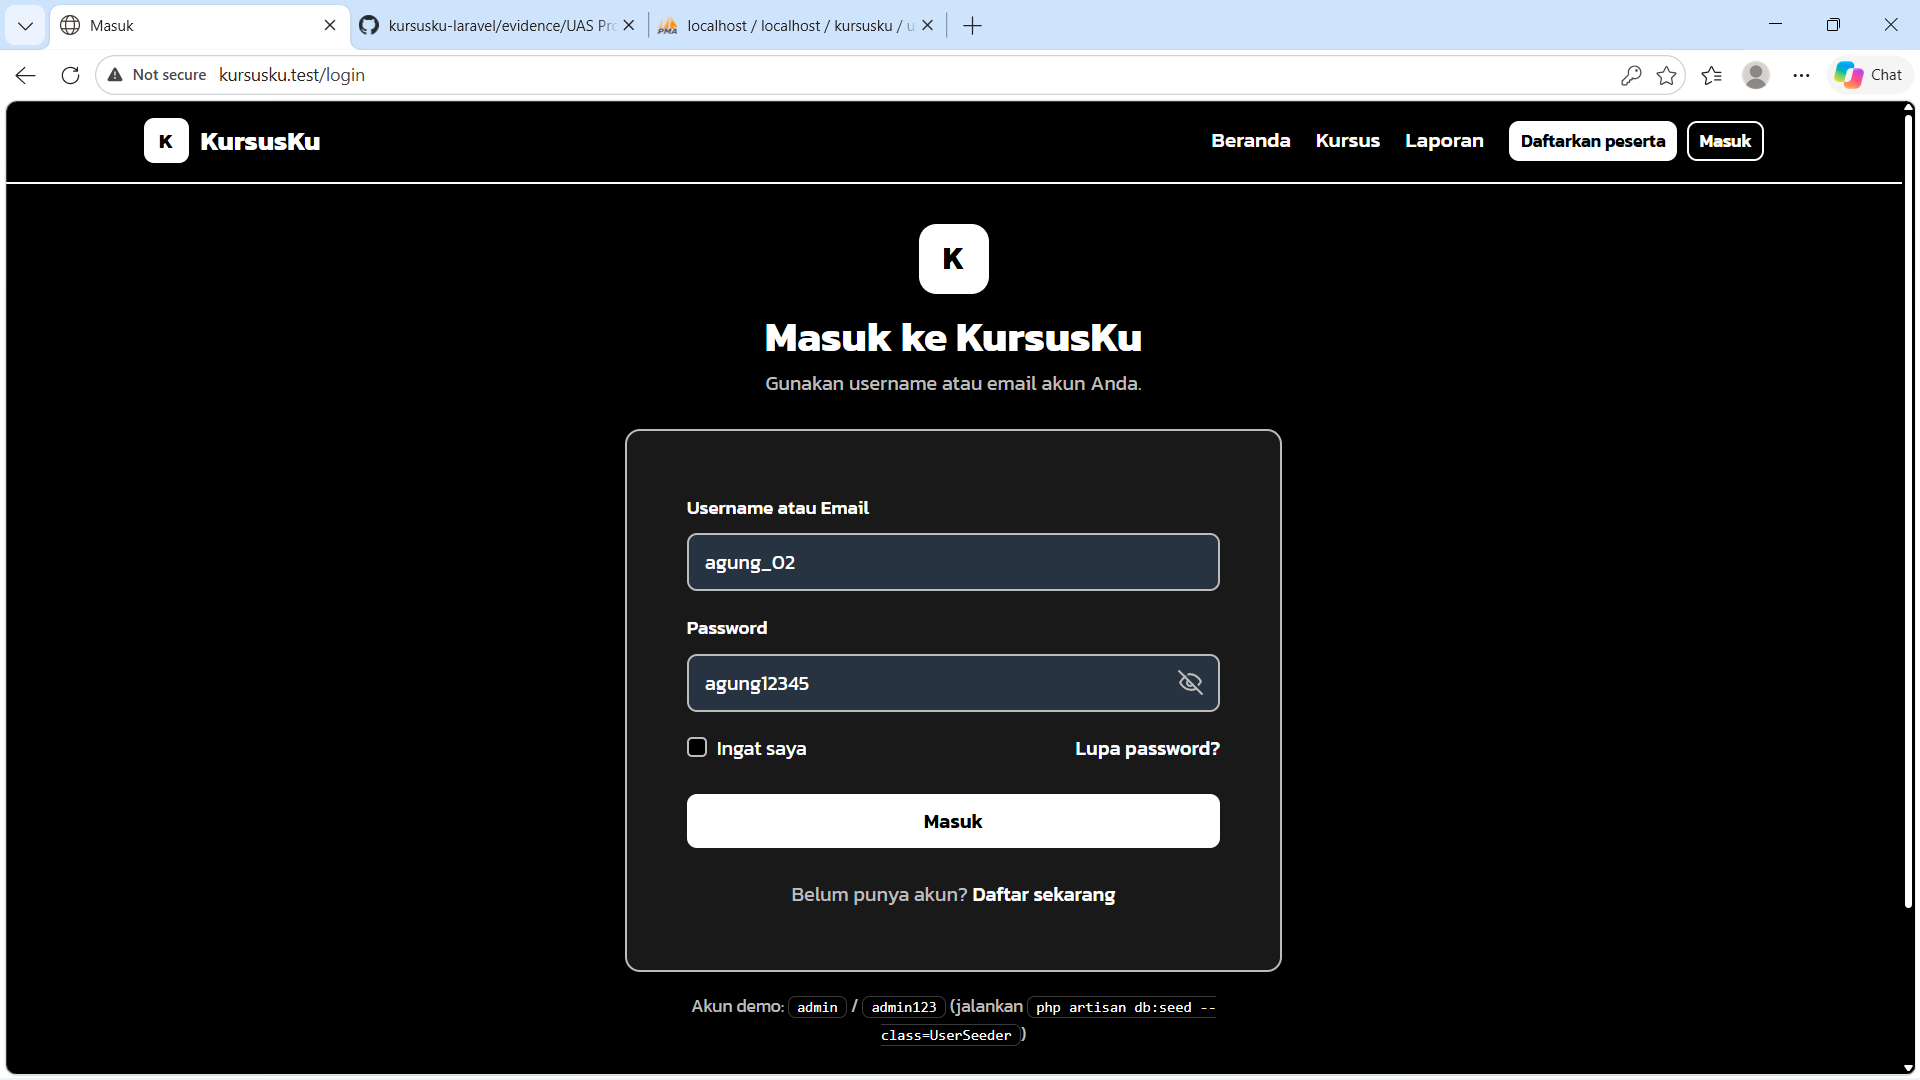 Masuk
kursusku-laravel/evidence/UAS Pr
localhost / localhost / kursusku / u
Not secure kursusku.test/login
Chat
K KursusKu
Beranda Kursus Laporan Daftarkan peserta Masuk
K
Masuk ke KursusKu
Gunakan username atau email akun Anda.
Username atau Email
agung_02
Password
agung12345
Ingat saya Lupa password?
Masuk
Belum punya akun? Daftar sekarang
Akun demo: admin / admin123 (jalankan php artisan db:seed --
class=UserSeeder)